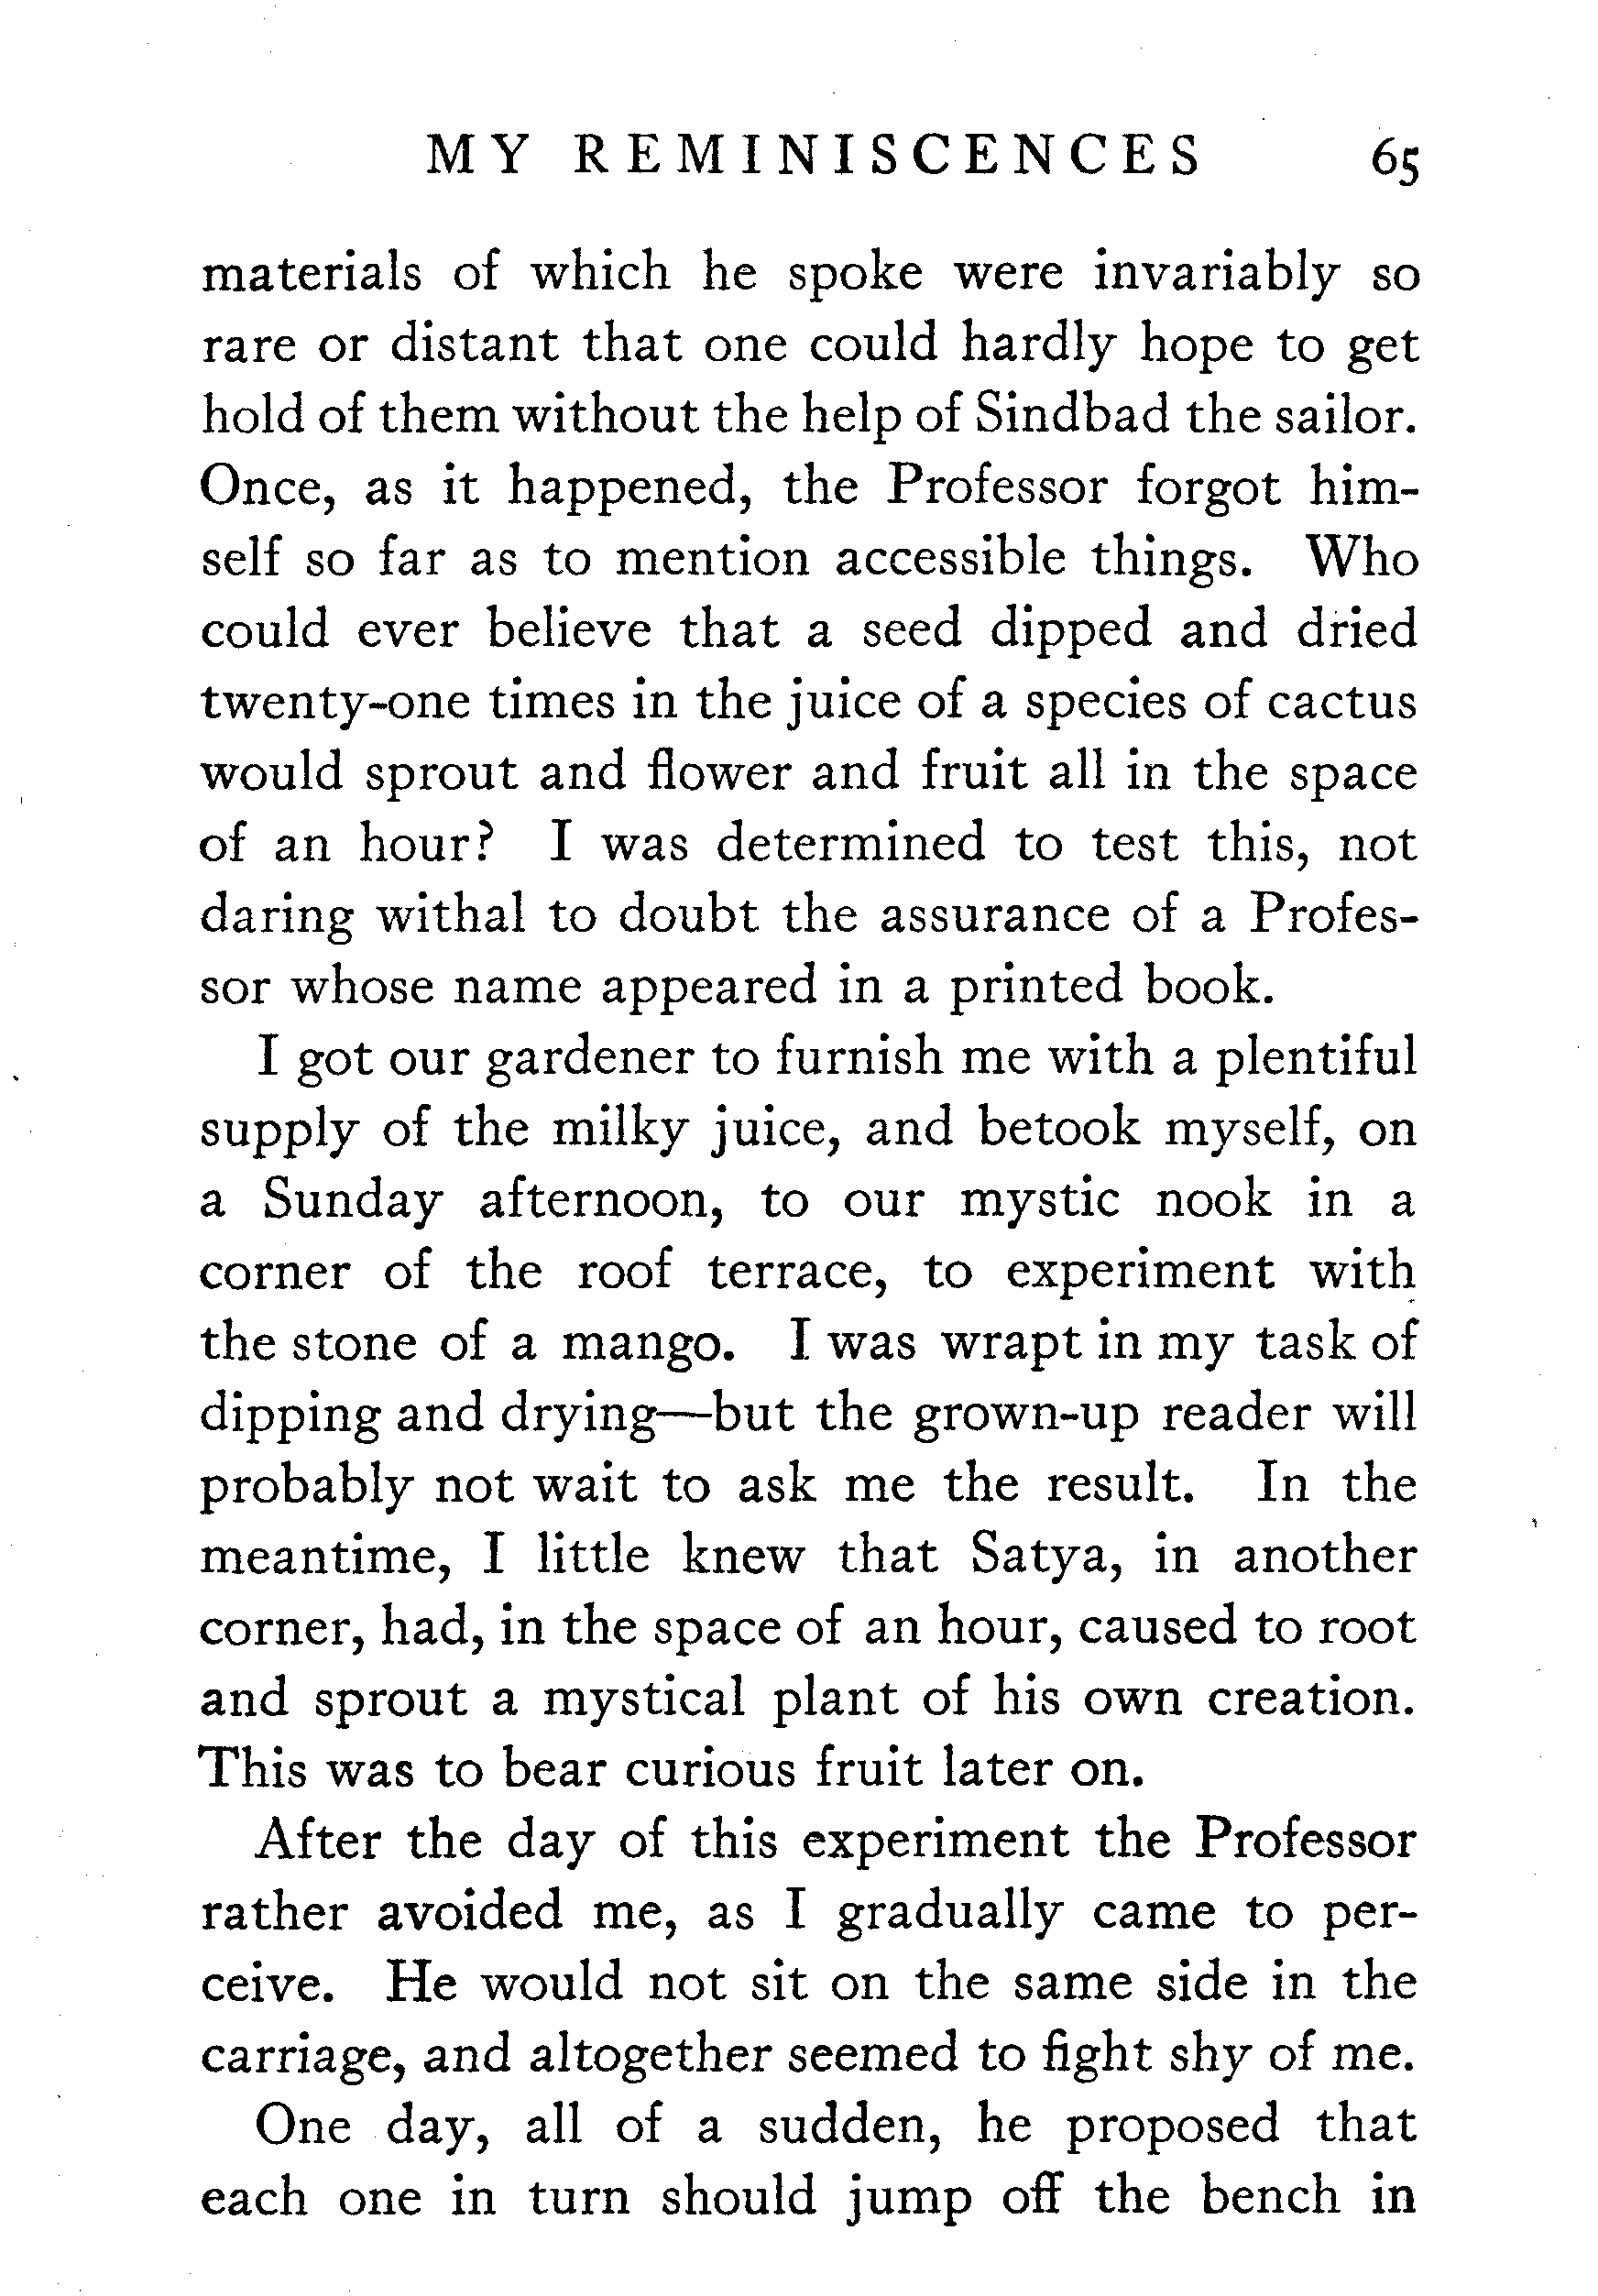 MY REMINISCENCES 65
materials of which he spoke were invariably so
rare or distant that one could hardly hope to get
hold of them without the help of Sindbad the sailor.
Once, as it happened, the Professor forgot him-
self so far as to mention accessible things. Who
could ever believe that a seed dipped and dried
twenty-one times in the juice of a species of cactus
would sprout and flower and fruit all in the space
of an hour? I was determined to test this, not
daring withal to doubt the assurance of a Profes-
sor whose name appeared in a printed book.
I got our gardener to furnish me with a plentiful
supply of the milky juice, and betook myself, on
a Sunday afternoon, to our mystic nook in a
corner of the roof terrace, to experiment with
the stone of a mango. I was wrapt in my task of
dipping and drying—but the grown-up reader will
probably not wait to ask me the result. In the
meantime, I little knew that Satya, in another
corner, had, in the space of an hour, caused to root
and sprout a mystical plant of his own creation.
This was to bear curious fruit later on.
After the day of this experiment the Professor
rather avoided me, as I gradually came to per-
ceive. He would not sit on the same side in the
carriage, and altogether seemed to fight shy of me.
One day, all of a sudden, he proposed that
each one in turn should jump off the bench in